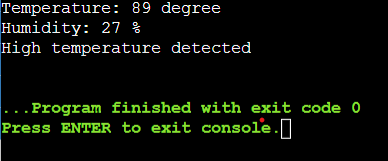 Temperature: 89 degree
Humidity: 27 %
High temperature detected
...Program finished with exit code 0
Press ENTER to exit console.